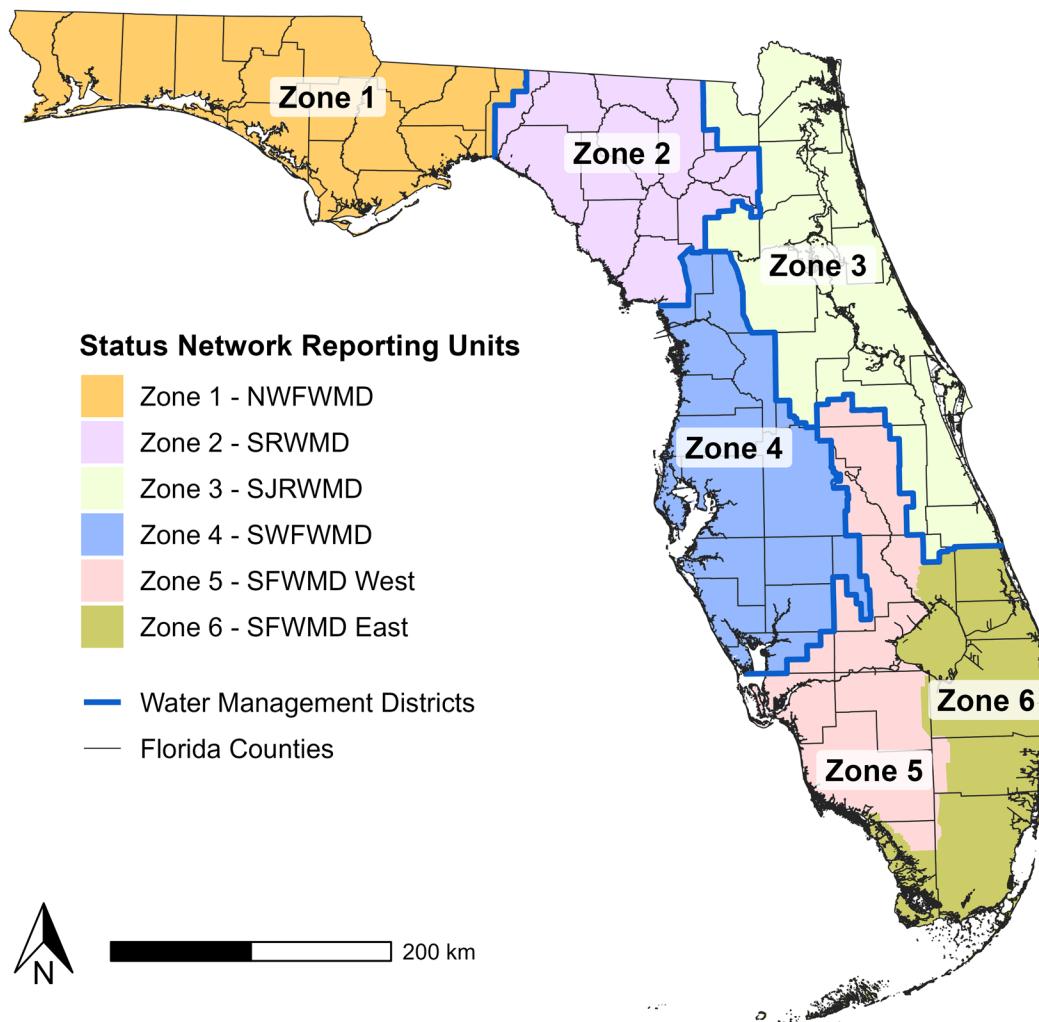 Zone 1
Zone 2
Zone 3
Status Network Reporting Units
Zone 1 - NWFWMD
Zone 2 - SRWMD
Zone 3 - SJRWMD
Zone 4 - SWFWMD
Zone 5 - SFWMD West
Zone 6 - SFWMD East
Water Management Districts
Florida Counties
Zone 4
Zone 6
Zone 5
N
200 km